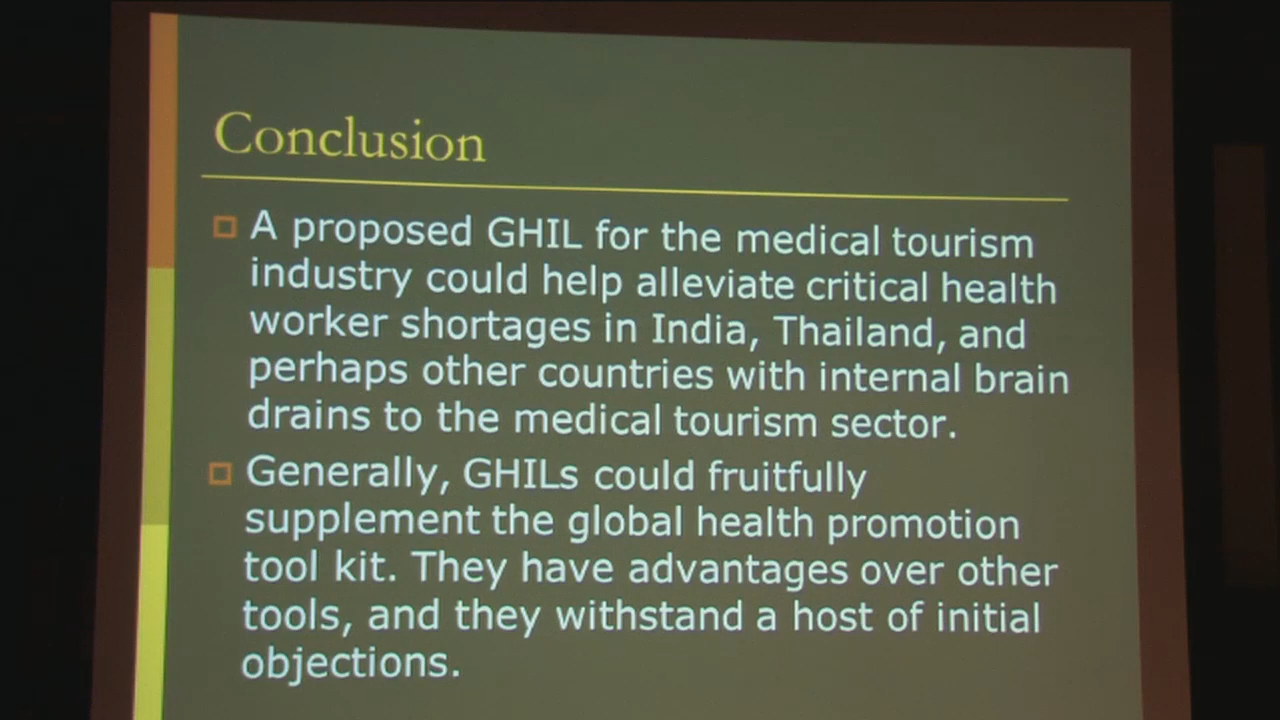 Conclusion
A proposed GHIL for the medical tourism
industry could help alleviate critical health
worker shortages in India, Thailand, and
perhaps other countries with internal brain
drains to the medical tourism sector.
Generally, GHILs could fruitfully
supplement the global health promotion
tool kit. They have advantages over other
tools, and they withstand a host of initial
objections.